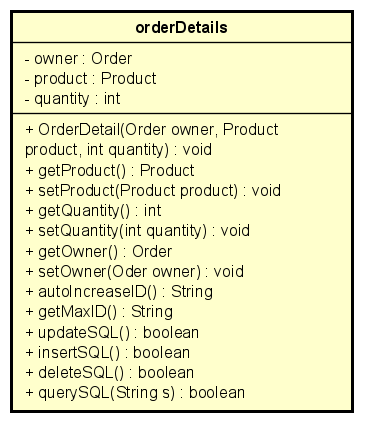 orderDetails
- owner : Order
- product : Product
- quantity : int
+ OrderDetail(Order owner, Product
product, int quantity) : void
+ getProduct() : Product
+ setProduct(Product product) : void
+ getQuantity() : int
+ setQuantity(int quantity) : void
+ getOwner() : Order
+ setOwner(Oder owner) : void
+ autoIncreaseID() : String
+ getMaxID() : String
+ updateSQL() : boolean
+ insertSQL() : boolean
+ deleteSQL() : boolean
+ querySQL(String s) : boolean